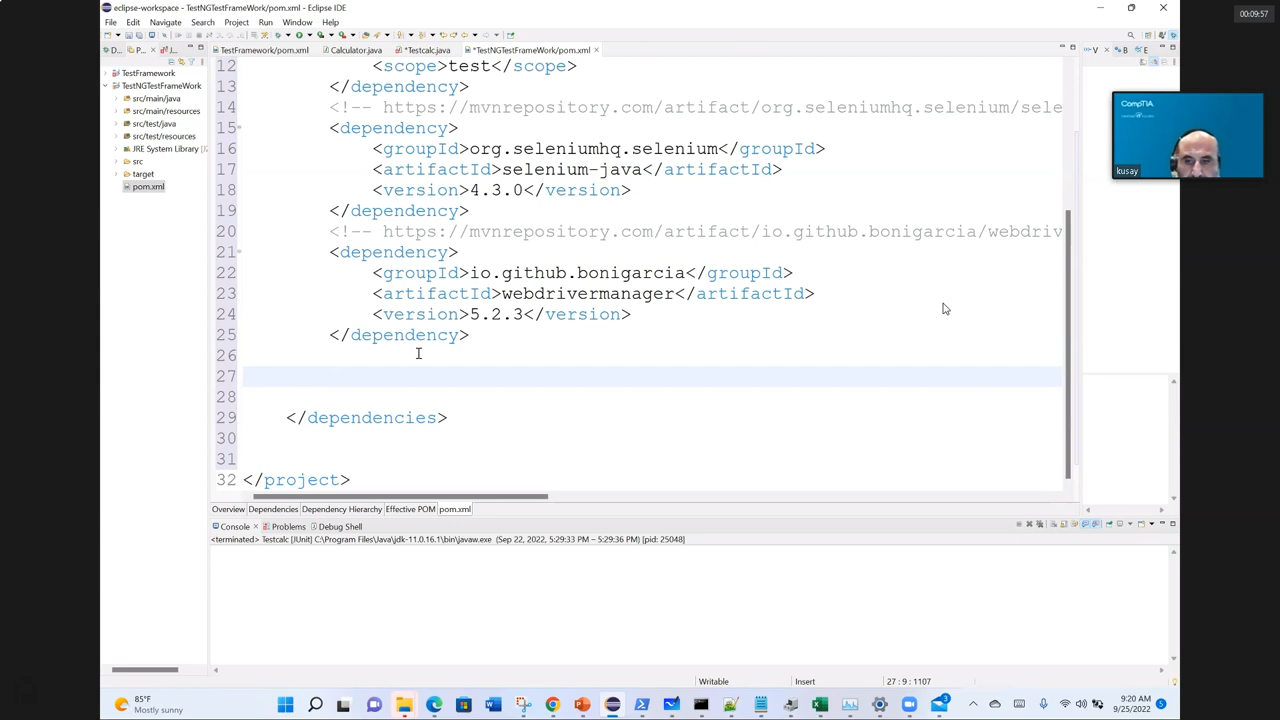 eclipse-workspace - TestNGTestFrameWork/pom.xml - Eclipse IDE
00:09:57
File Edit Navigate Search Project Run Window Help
D... P... J...
TestFramework/pom.xml Calculator.java *Testcalc.java *TestNGTestFrameWork/pom.xml
V B E
TestFramework
TestNGTestFrameWork
src/main/java
src/main/resources
src/test/java
src/test/resources
JRE System Library [J
src
target
pom.xml
12 <scope>test</scope>
13 </dependency>
14 <!-- https://mvnrepository.com/artifact/org.seleniumhq.selenium/sele
15 <dependency>
16 <groupId>org.seleniumhq.selenium</groupId>
17 <artifactId>selenium-java</artifactId>
18 <version>4.3.0</version>
19 </dependency>
20 <!-- https://mvnrepository.com/artifact/io.github.bonigarcia/webdriv
21 <dependency>
22 <groupId>io.github.bonigarcia</groupId>
23 <artifactId>webdrivermanager</artifactId>
24 <version>5.2.3</version>
25 </dependency>
26
27
28
29 </dependencies>
30
31
32 </project>
CompTIA
kusay
Overview Dependencies Dependency Hierarchy Effective POM pom.xml
Console Problems Debug Shell
<terminated> Testcalc [JUnit] C:\Program Files\Java\jdk-11.0.16.1\bin\javaw.exe (Sep 22, 2022, 5:29:33 PM – 5:29:36 PM) [pid: 25048]
Writable Insert 27 : 9 : 1107
85°F
Mostly sunny
9:20 AM
9/25/2022
3
5